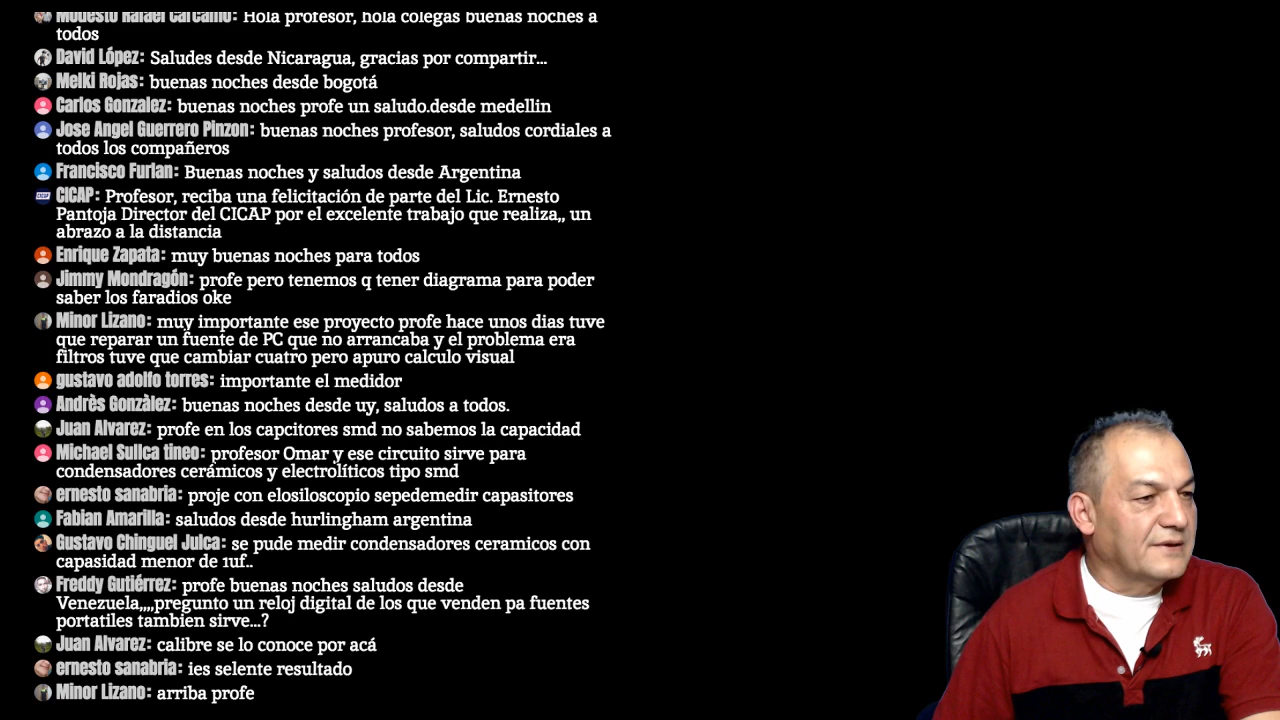 Modesto Rafael Carcamo: Hola profesor, hola colegas buenas noches a
todos
David López: Saludes desde Nicaragua, gracias por compartir...
Melki Rojas: buenas noches desde bogotá
Carlos Gonzalez: buenas noches profe un saludo.desde medellin
Jose Angel Guerrero Pinzon: buenas noches profesor, saludos cordiales a
todos los compañeros
Francisco Furlan: Buenas noches y saludos desde Argentina
CICAP: Profesor, reciba una felicitación de parte del Lic. Ernesto
Pantoja Director del CICAP por el excelente trabajo que realiza,, un
abrazo a la distancia
Enrique Zapata: muy buenas noches para todos
Jimmy Mondragón: profe pero tenemos q tener diagrama para poder
saber los faradios oke
Minor Lizano: muy importante ese proyecto profe hace unos dias tuve
que reparar un fuente de PC que no arrancaba y el problema era
filtros tuve que cambiar cuatro pero apuro calculo visual
gustavo adolfo torres: importante el medidor
Andrès Gonzàlez: buenas noches desde uy, saludos a todos.
Juan Alvarez: profe en los capcitores smd no sabemos la capacidad
Michael Sullca tineo: profesor Omar y ese circuito sirve para
condensadores cerámicos y electrolíticos tipo smd
ernesto sanabria: proje con elosiloscopio sepedemedir capasitores
Fabian Amarilla: saludos desde hurlingham argentina
Gustavo Chinguel Julca: se pude medir condensadores ceramicos con
capasidad menor de 1uf..
Freddy Gutiérrez: profe buenas noches saludos desde
Venezuela,,,,pregunto un reloj digital de los que venden pa fuentes
portatiles tambien sirve...?
Juan Alvarez: calibre se lo conoce por acá
ernesto sanabria: ies selente resultado
Minor Lizano: arriba profe